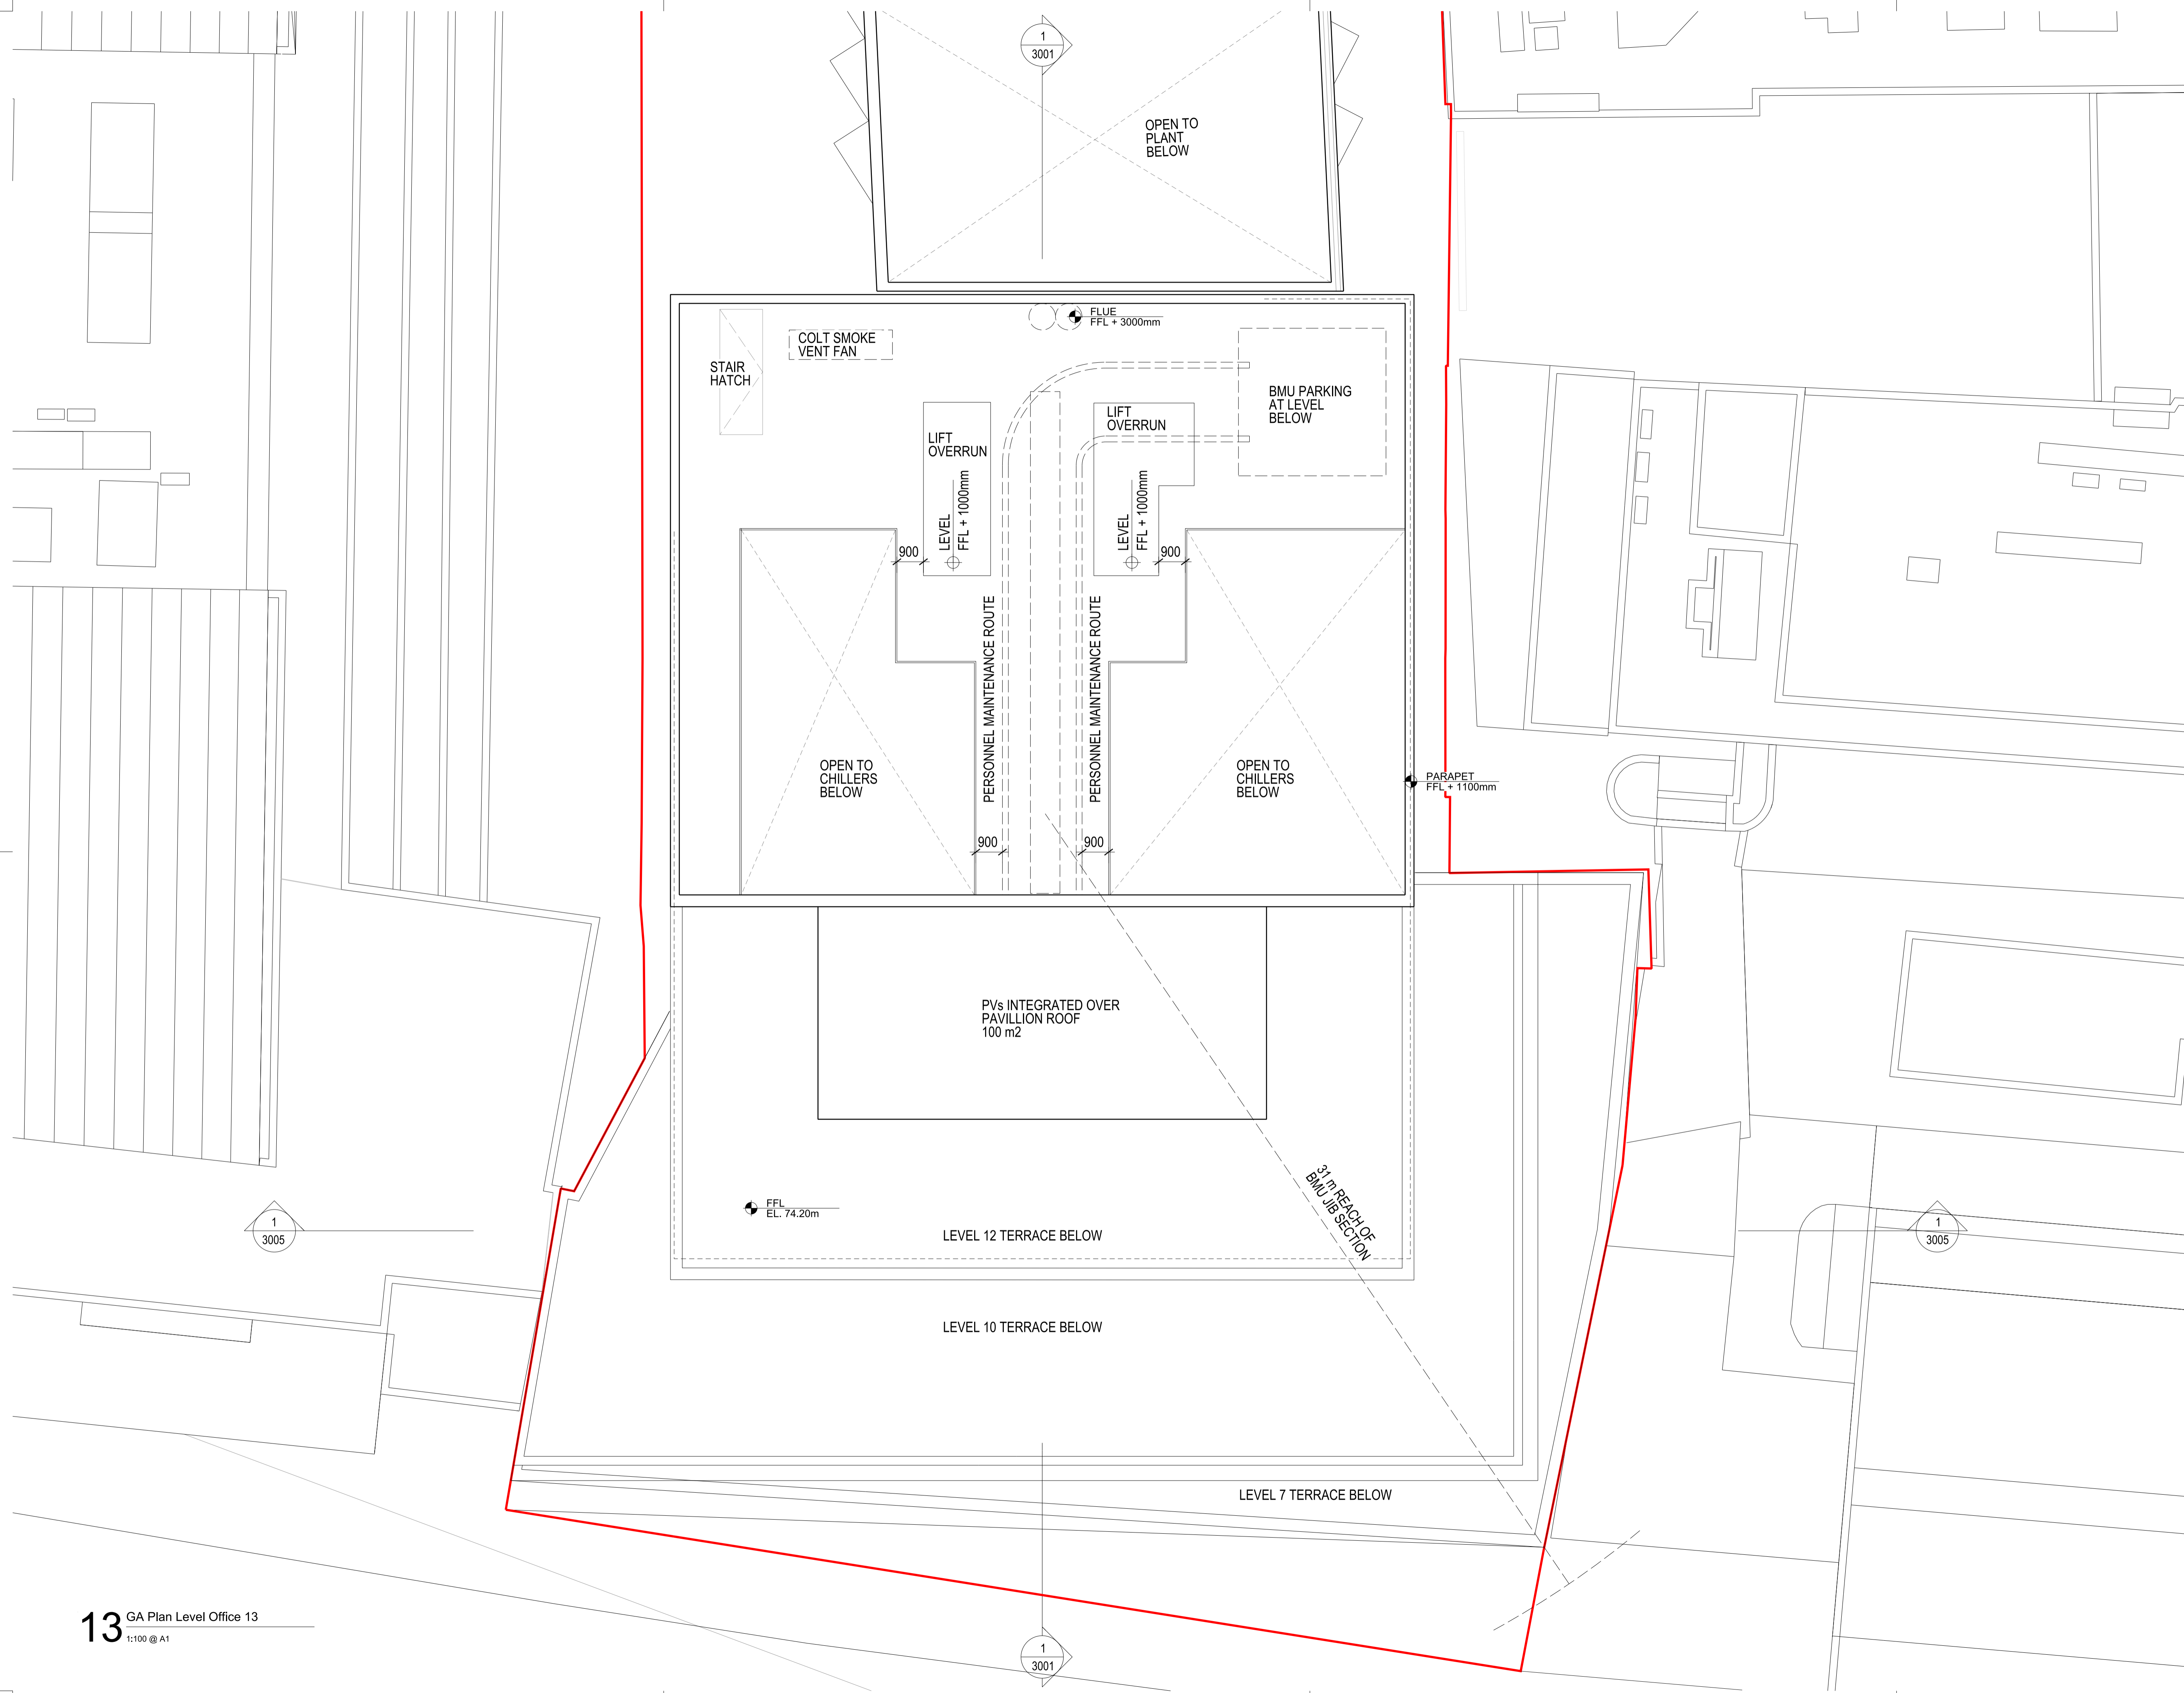 1
3001
OPEN TO
PLANT
BELOW
FLUE
FFL + 3000mm
COLT SMOKE
VENT FAN
STAIR
HATCH
BMU PARKING
AT LEVEL
BELOW
LIFT
OVERRUN
LIFT
OVERRUN
LEVEL
FFL + 1000mm
LEVEL
FFL + 1000mm
900
900
PERSONNEL MAINTENANCE ROUTE
PERSONNEL MAINTENANCE ROUTE
OPEN TO
CHILLERS
BELOW
OPEN TO
CHILLERS
BELOW
PARAPET
FFL + 1100mm
900
900
PVs INTEGRATED OVER
PAVILLION ROOF
100 m2
31 m REACH OF
BMU JIB SECTION
FFL
EL. 74.20m
1
3005
1
3005
LEVEL 12 TERRACE BELOW
LEVEL 10 TERRACE BELOW
LEVEL 7 TERRACE BELOW
13
GA Plan Level Office 13
1:100 @ A1
1
3001